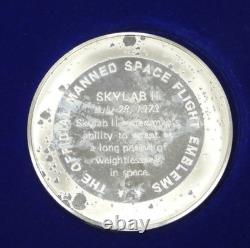 THE OFFICIAL MANNED SPACE FLIGHT EMBLEMS
SKYLAB II
July 28, 1973
Skylab II
ability to
a long period of
weightlessness
in space.
ebay